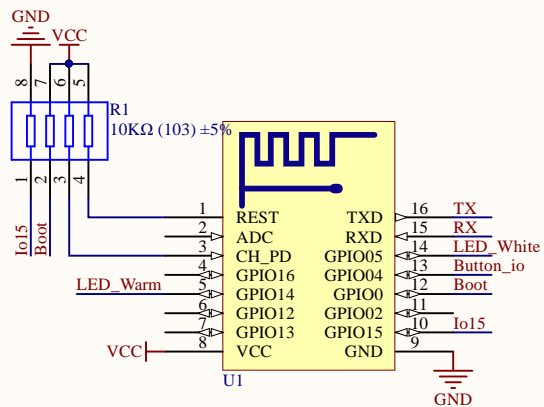 GND
VCC
8 7 6 5
R1
10KΩ (103) ±5%
1 2 3 4
Io15
Boot
1 REST TXD 16 TX
2 ADC RXD 15 RX
3 CH_PD GPIO05 14 LED_White
4 GPIO16 GPIO04 13 Button_io
LED_Warm 5 GPIO14 GPIO0 12 Boot
6 GPIO12 GPIO02 11
7 GPIO13 GPIO15 10 Io15
VCC 8 VCC GND 9
U1
GND